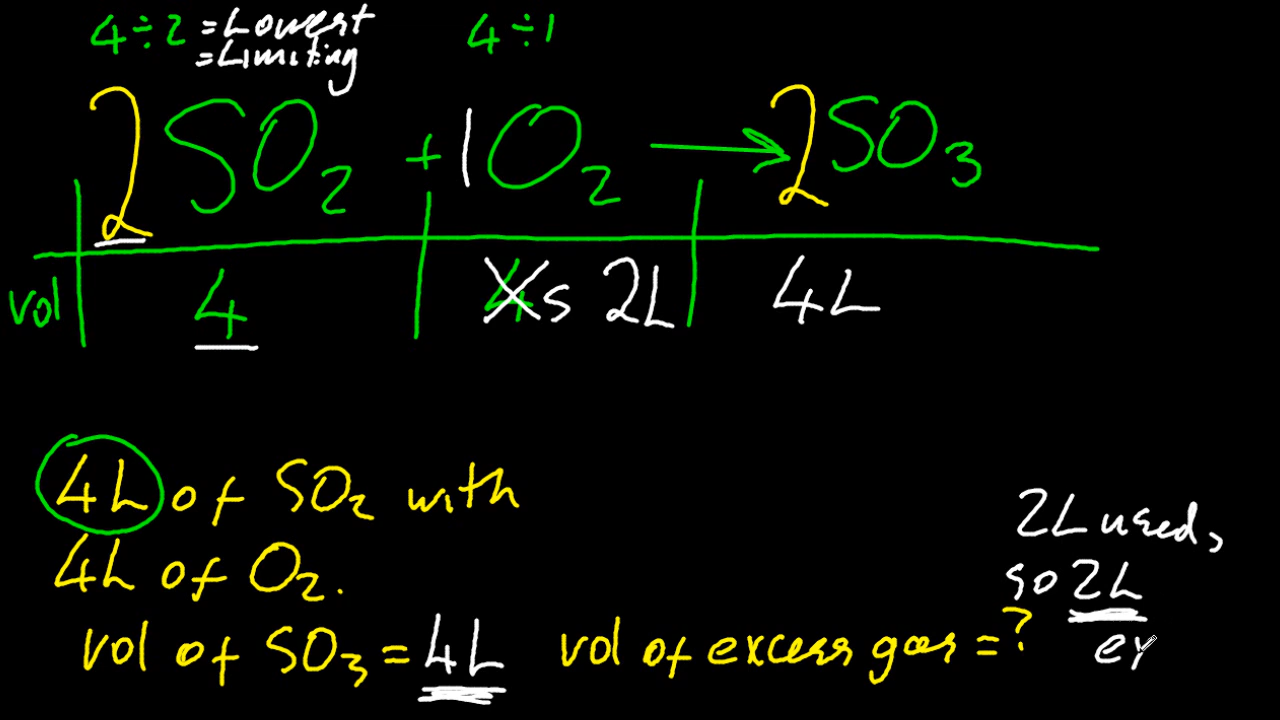 4÷2 =Lowest 4÷1
=Limiting
2SO₂ + 1O₂ → 2SO₃
vol 4 Xs 2L 4L
4L of SO₂ with
4L of O₂.
vol of SO₃ = 4L vol of excess gas = ?
2L used,
so 2L
ex